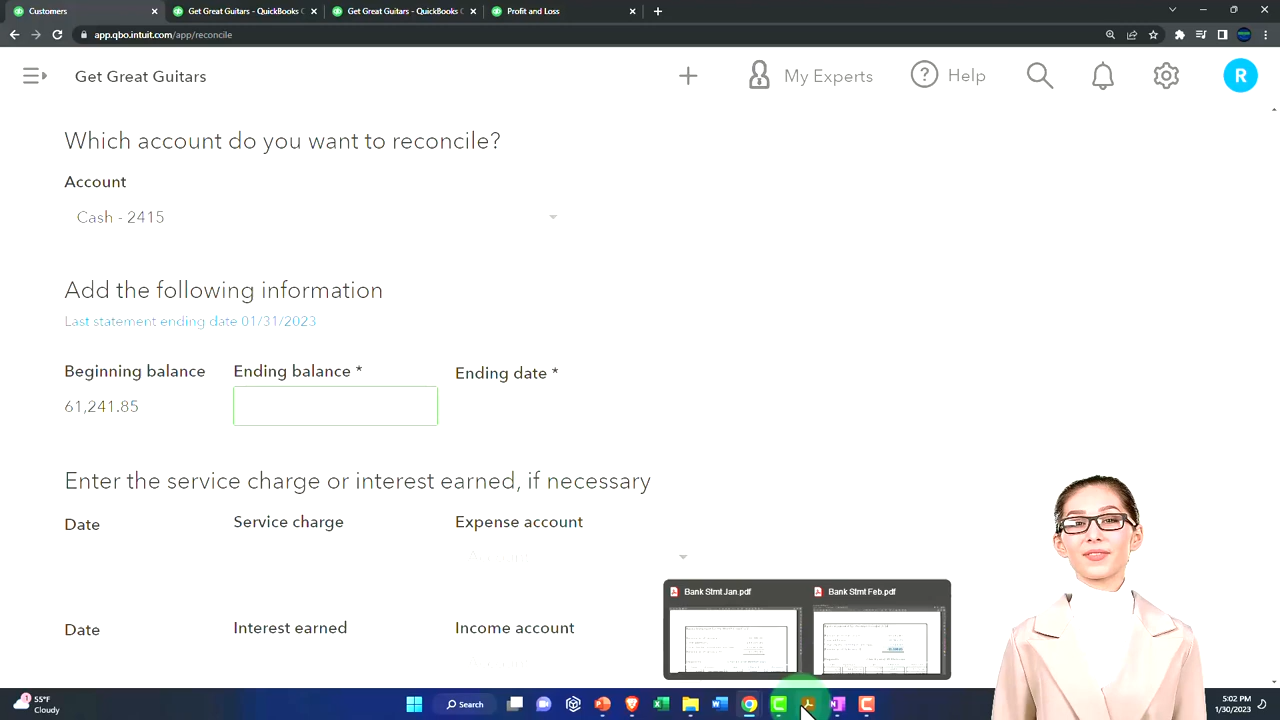 Customers
Get Great Guitars - QuickBooks C
Get Great Guitars - QuickBooks C
Profit and Loss
app.qbo.intuit.com/app/reconcile
Get Great Guitars
My Experts
Help
R
Which account do you want to reconcile?
Account
Cash - 2415
Add the following information
Last statement ending date 01/31/2023
Beginning balance
Ending balance *
Ending date *
61,241.85
Enter the service charge or interest earned, if necessary
Date
Service charge
Expense account
Bank Stmt Jan.pdf
Bank Stmt Feb.pdf
Date
Interest earned
Income account
55°F
Cloudy
Search
5:02 PM
1/30/2023